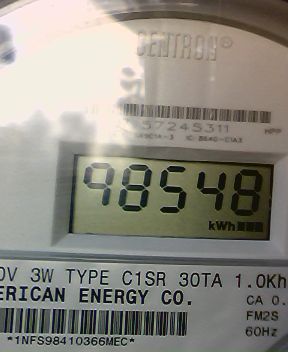 CENTRON®
57245311
HPP
98548
kWh
0V 3W TYPE C1SR 30TA 1.0Kh
ERICAN ENERGY CO.
CA 0.
FM2S
60Hz
*1NFS98410366MEC*